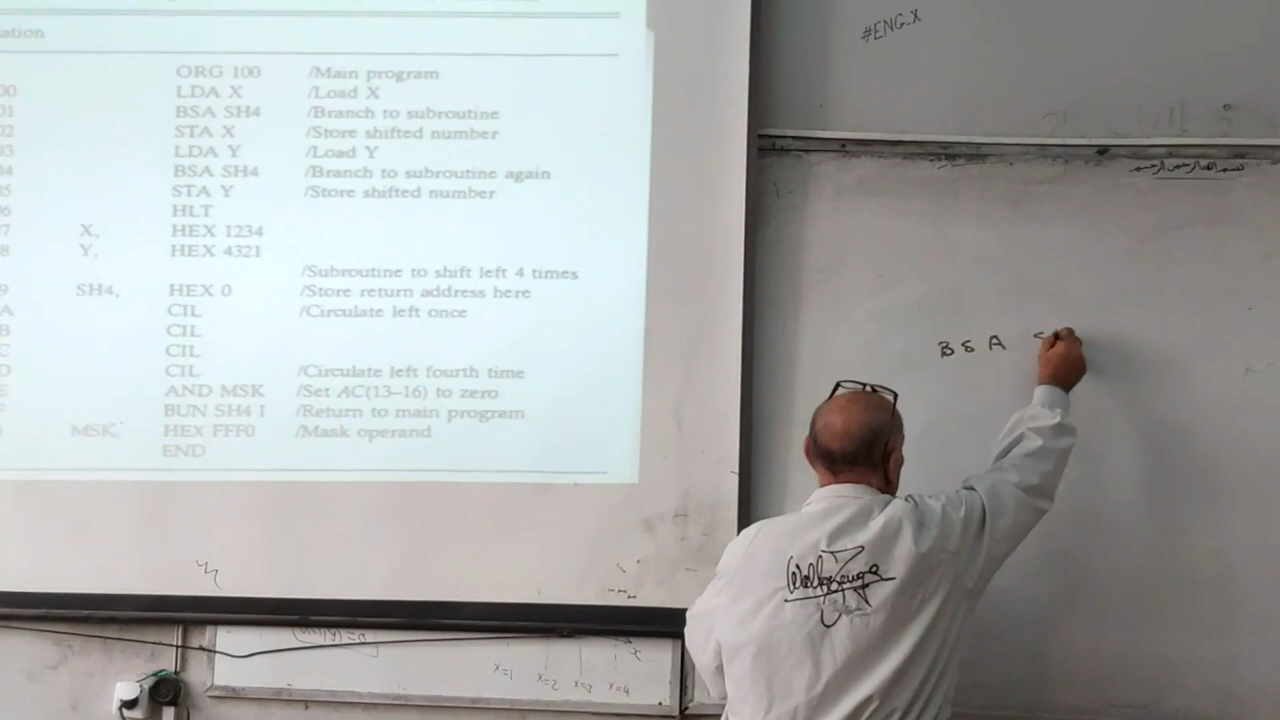 ation
ORG 100 /Main program
00 LDA X /Load X
01 BSA SH4 /Branch to subroutine
02 STA X /Store shifted number
03 LDA Y /Load Y
04 BSA SH4 /Branch to subroutine again
05 STA Y /Store shifted number
06 HLT
7 X, HEX 1234
8 Y, HEX 4321
/Subroutine to shift left 4 times
9 SH4, HEX 0 /Store return address here
A CIL /Circulate left once
B CIL
C CIL
D CIL /Circulate left fourth time
E AND MSK /Set AC(13–16) to zero
F BUN SH4 I /Return to main program
MSK, HEX FFF0 /Mask operand
END
#ENG_X
بسم الله الرحمن الرحيم
BSA
x=1 x=2 x=3 x=4
x